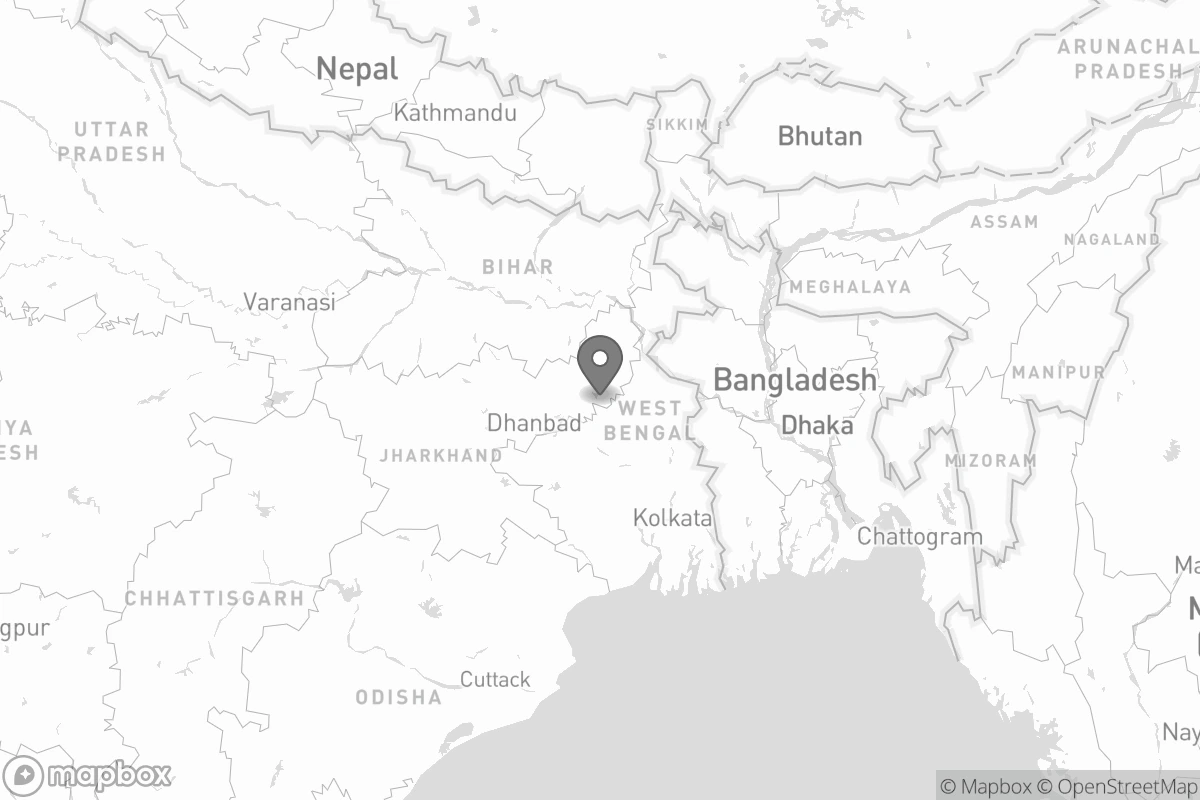 ARUNACHAL
PRADESH
Nepal
Kathmandu
SIKKIM
Bhutan
UTTAR
PRADESH
ASSAM
NAGALAND
BIHAR
MEGHALAYA
Varanasi
MANIPUR
Bangladesh
WEST
BENGAL
Dhanbad
Dhaka
YA
ESH
JHARKHAND
MIZORAM
Kolkata
Chattogram
Ma
CHHATTISGARH
gpur
Cuttack
ODISHA
Nay
mapbox
© Mapbox © OpenStreetMap